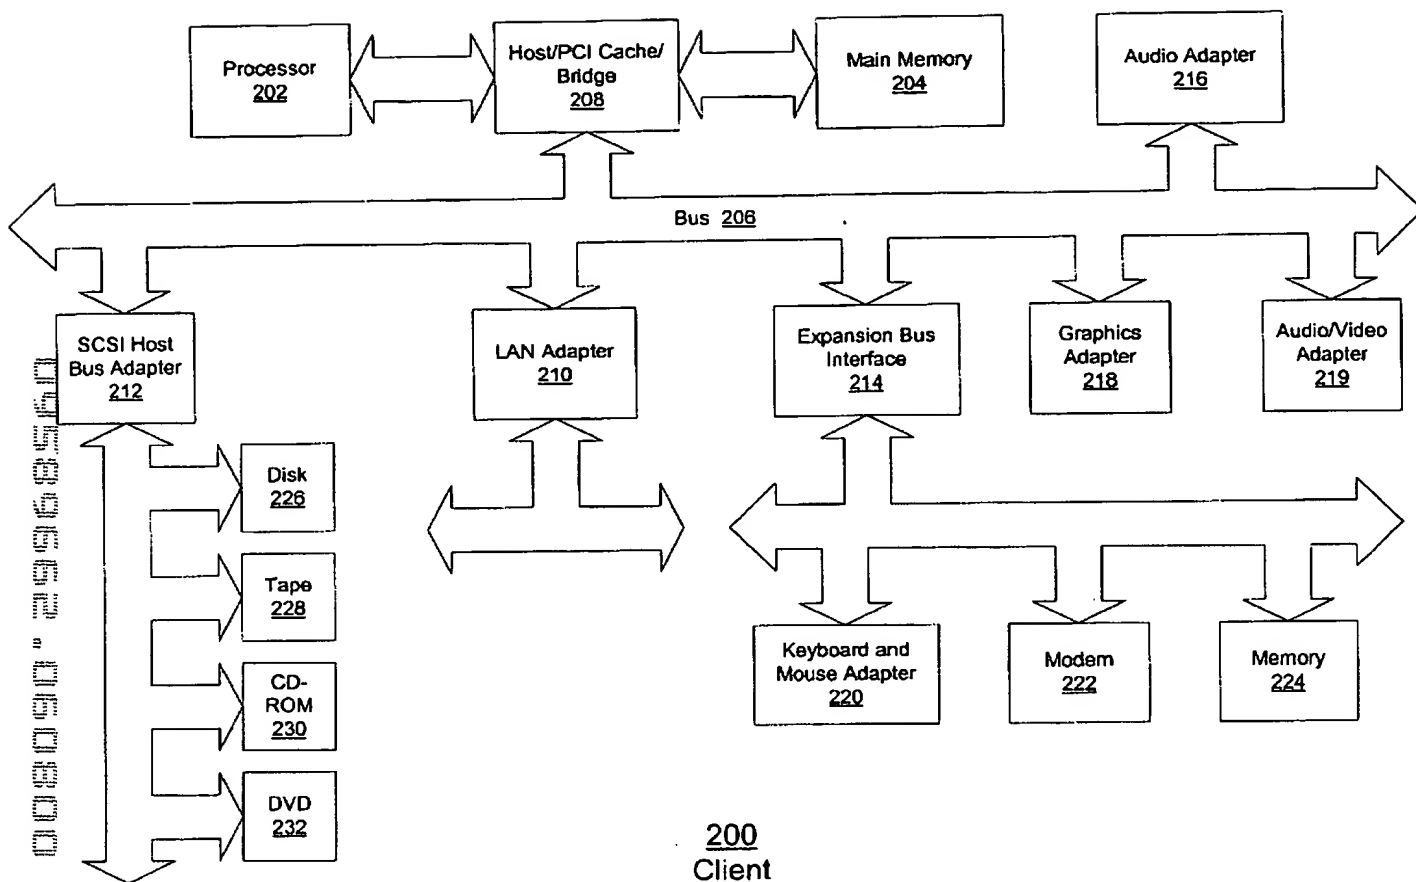 Processor
202
Host/PCI Cache/
Bridge
208
Main Memory
204
Audio Adapter
216
Bus 206
SCSI Host
Bus Adapter
212
LAN Adapter
210
Expansion Bus
Interface
214
Graphics
Adapter
218
Audio/Video
Adapter
219
Disk
226
Tape
228
CD-
ROM
230
DVD
232
Keyboard and
Mouse Adapter
220
Modem
222
Memory
224
200
Client